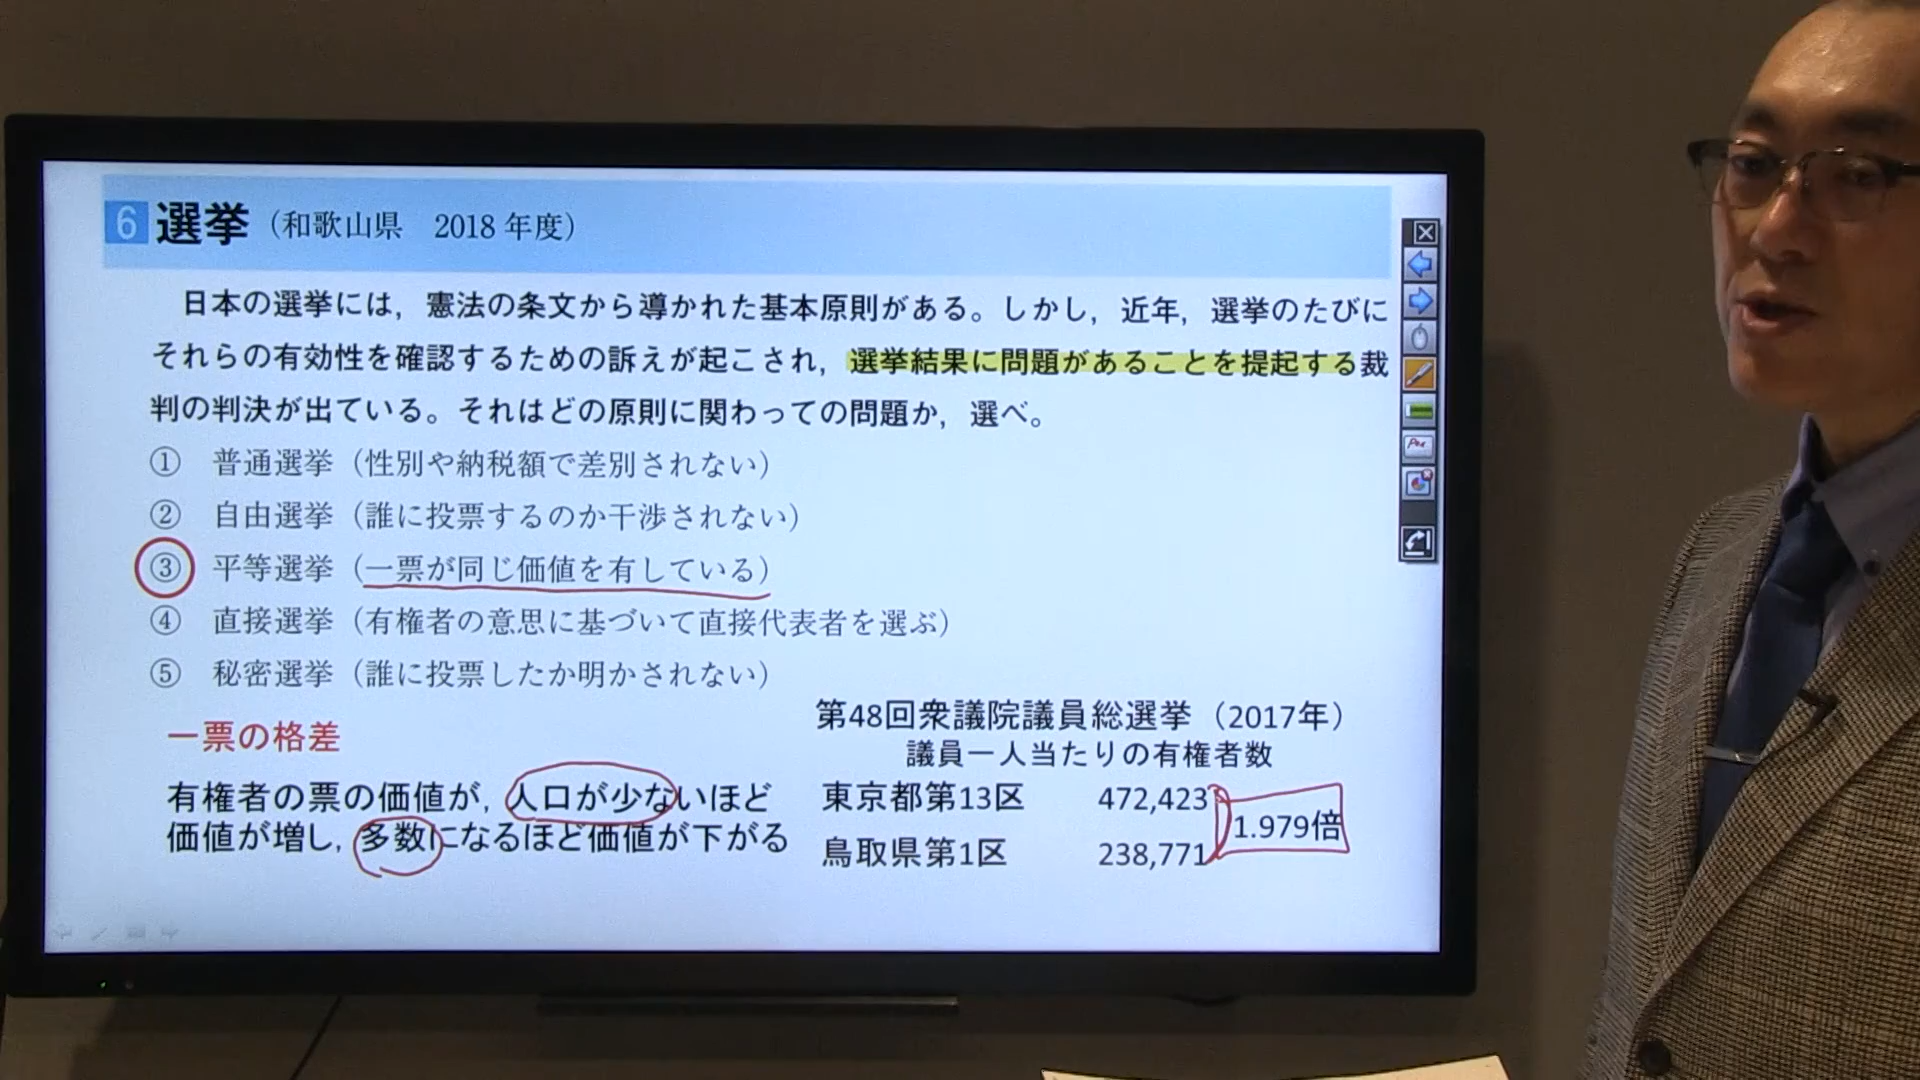 6 選挙（和歌山県　2018 年度）
日本の選挙には，憲法の条文から導かれた基本原則がある。しかし，近年，選挙のたびに
それらの有効性を確認するための訴えが起こされ，選挙結果に問題があることを提起する裁
判の判決が出ている。それはどの原則に関わっての問題か，選べ。
① 普通選挙（性別や納税額で差別されない）
② 自由選挙（誰に投票するのか干渉されない）
③ 平等選挙（一票が同じ価値を有している）
④ 直接選挙（有権者の意思に基づいて直接代表者を選ぶ）
⑤ 秘密選挙（誰に投票したか明かされない）
一票の格差
有権者の票の価値が，人口が少ないほど
価値が増し，多数になるほど価値が下がる
第48回衆議院議員総選挙（2017年）
議員一人当たりの有権者数
東京都第13区 472,423
鳥取県第1区 238,771
1.979倍